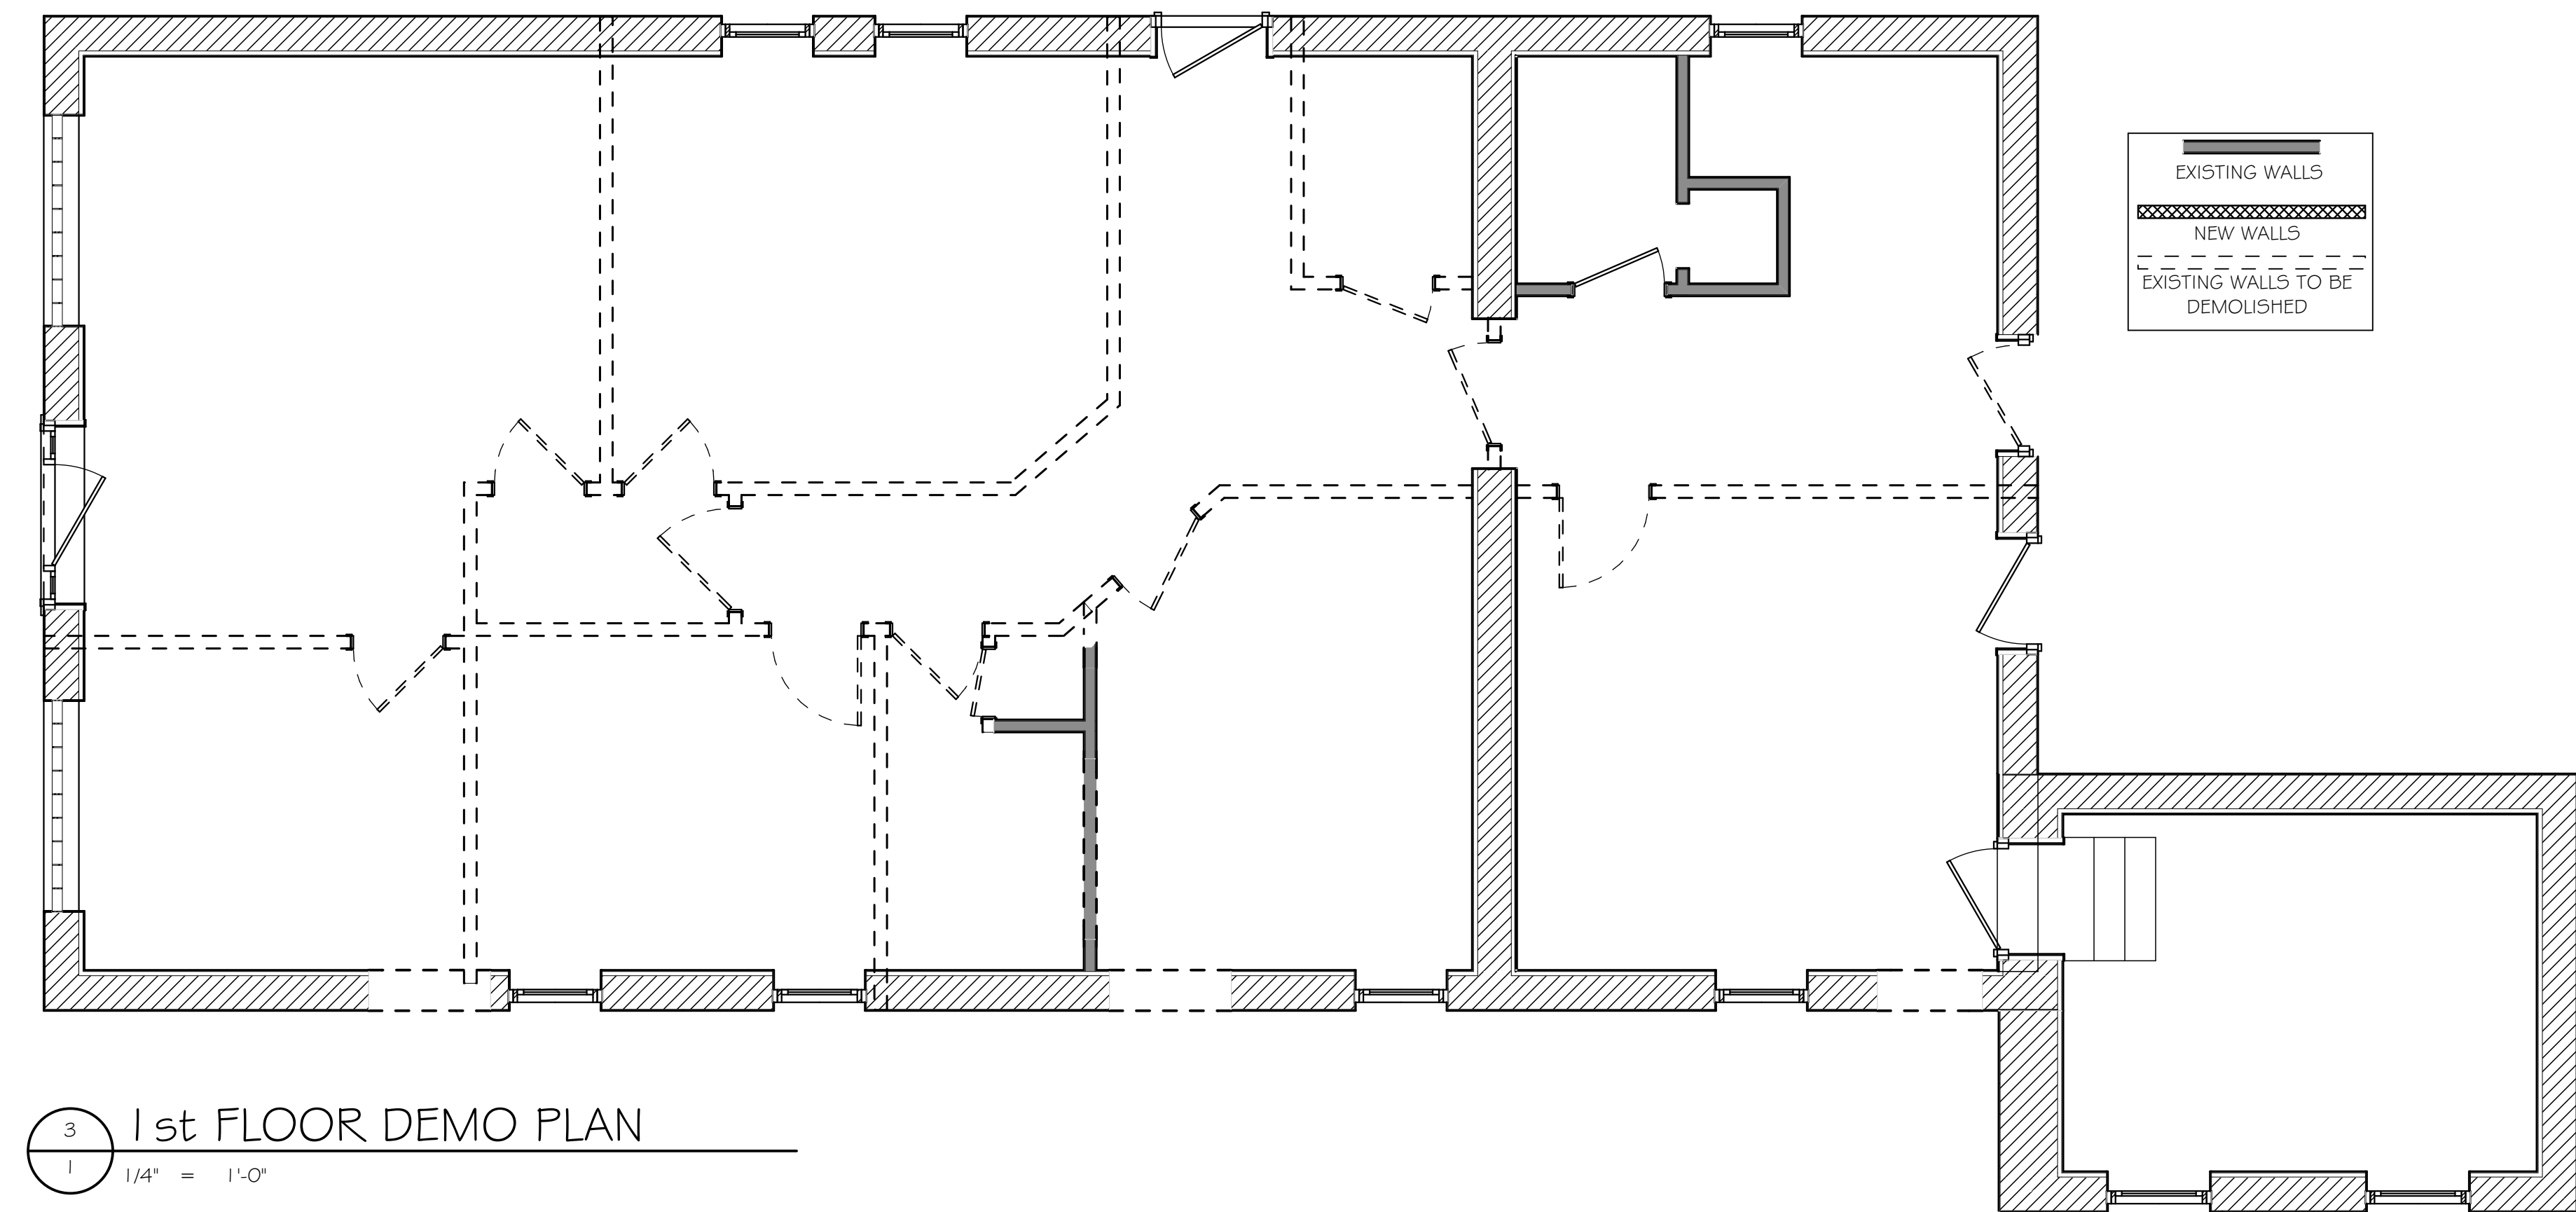 EXISTING WALLS
NEW WALLS
EXISTING WALLS TO BE
DEMOLISHED
3
1
1st FLOOR DEMO PLAN
1/4" = 1'-0"